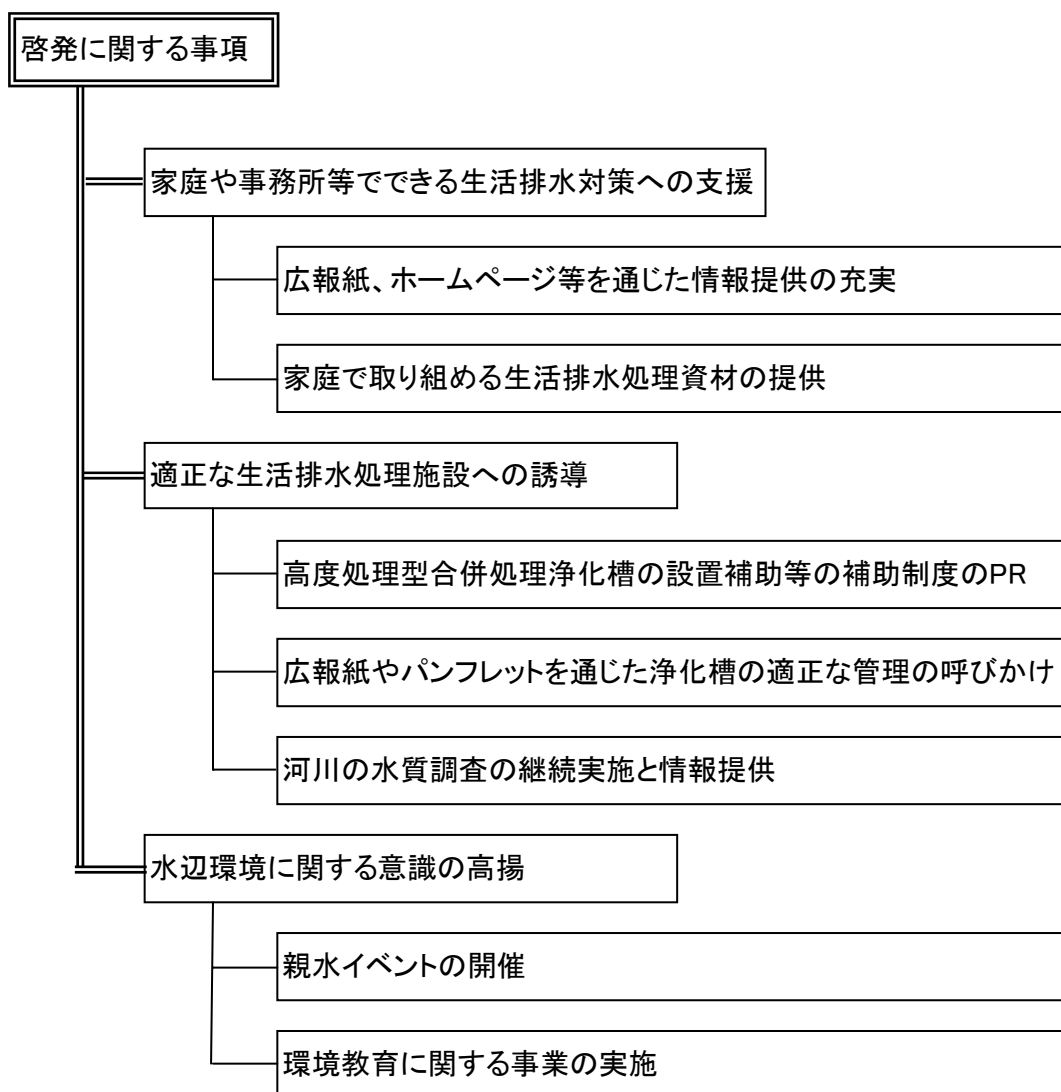 啓発に関する事項
家庭や事務所等でできる生活排水対策への支援
広報紙、ホームページ等を通じた情報提供の充実
家庭で取り組める生活排水処理資材の提供
適正な生活排水処理施設への誘導
高度処理型合併処理浄化槽の設置補助等の補助制度のPR
広報紙やパンフレットを通じた浄化槽の適正な管理の呼びかけ
河川の水質調査の継続実施と情報提供
水辺環境に関する意識の高揚
親水イベントの開催
環境教育に関する事業の実施